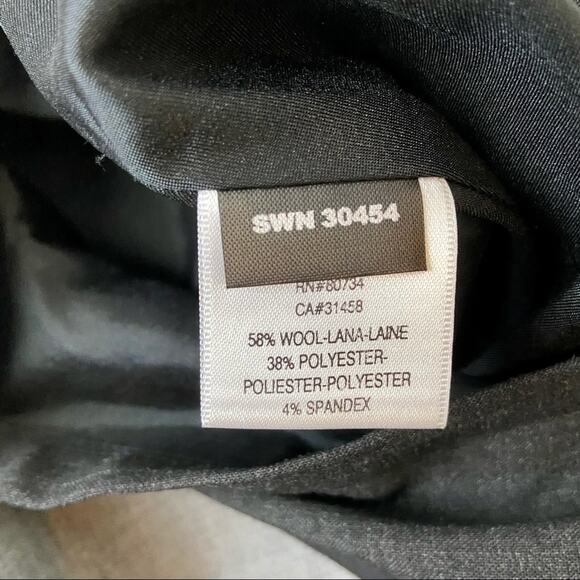 SWN 30454
RN#80734
CA#31458
58% WOOL-LANA-LAINE
38% POLYESTER-
POLIESTER-POLYESTER
4% SPANDEX